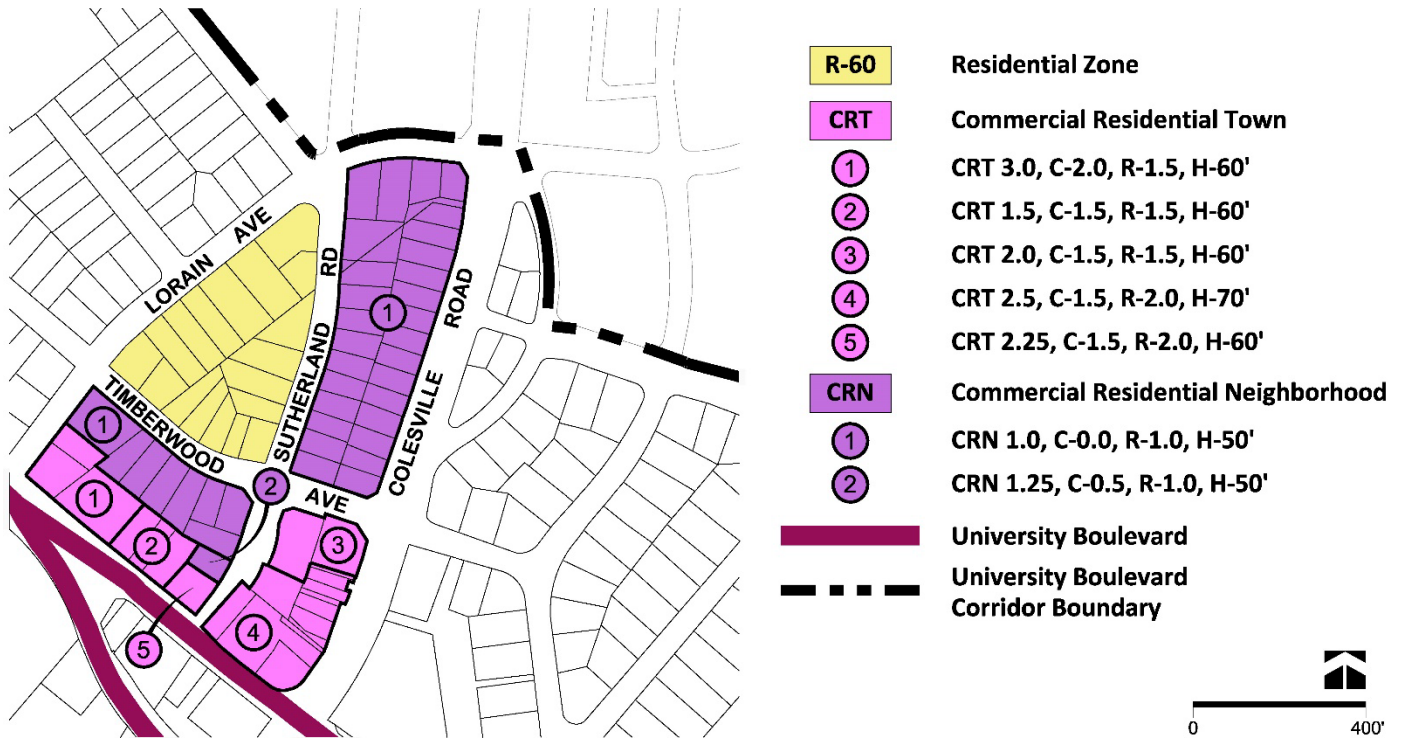 LORAIN AVE
SUTHERLAND RD
COLESVILLE ROAD
TIMBERWOOD AVE
1
1
2
1
2
3
4
5
R-60 Residential Zone
CRT Commercial Residential Town
1 CRT 3.0, C-2.0, R-1.5, H-60'
2 CRT 1.5, C-1.5, R-1.5, H-60'
3 CRT 2.0, C-1.5, R-1.5, H-60'
4 CRT 2.5, C-1.5, R-2.0, H-70'
5 CRT 2.25, C-1.5, R-2.0, H-60'
CRN Commercial Residential Neighborhood
1 CRN 1.0, C-0.0, R-1.0, H-50'
2 CRN 1.25, C-0.5, R-1.0, H-50'
University Boulevard
University Boulevard
Corridor Boundary
0 400'